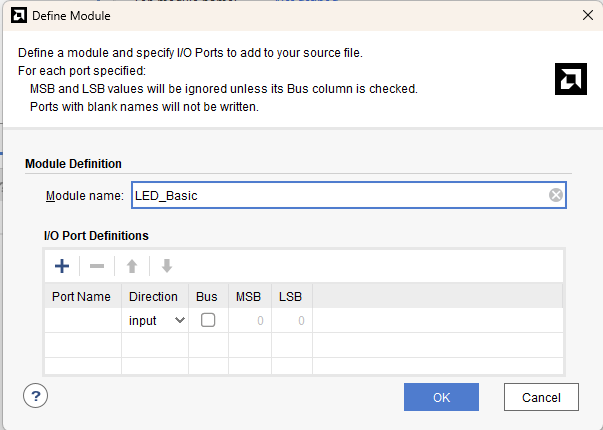 Define Module
Define a module and specify I/O Ports to add to your source file.
For each port specified:
MSB and LSB values will be ignored unless its Bus column is checked.
Ports with blank names will not be written.
Module Definition
Module name: LED_Basic
I/O Port Definitions
Port Name Direction Bus MSB LSB
input 0 0
? OK Cancel